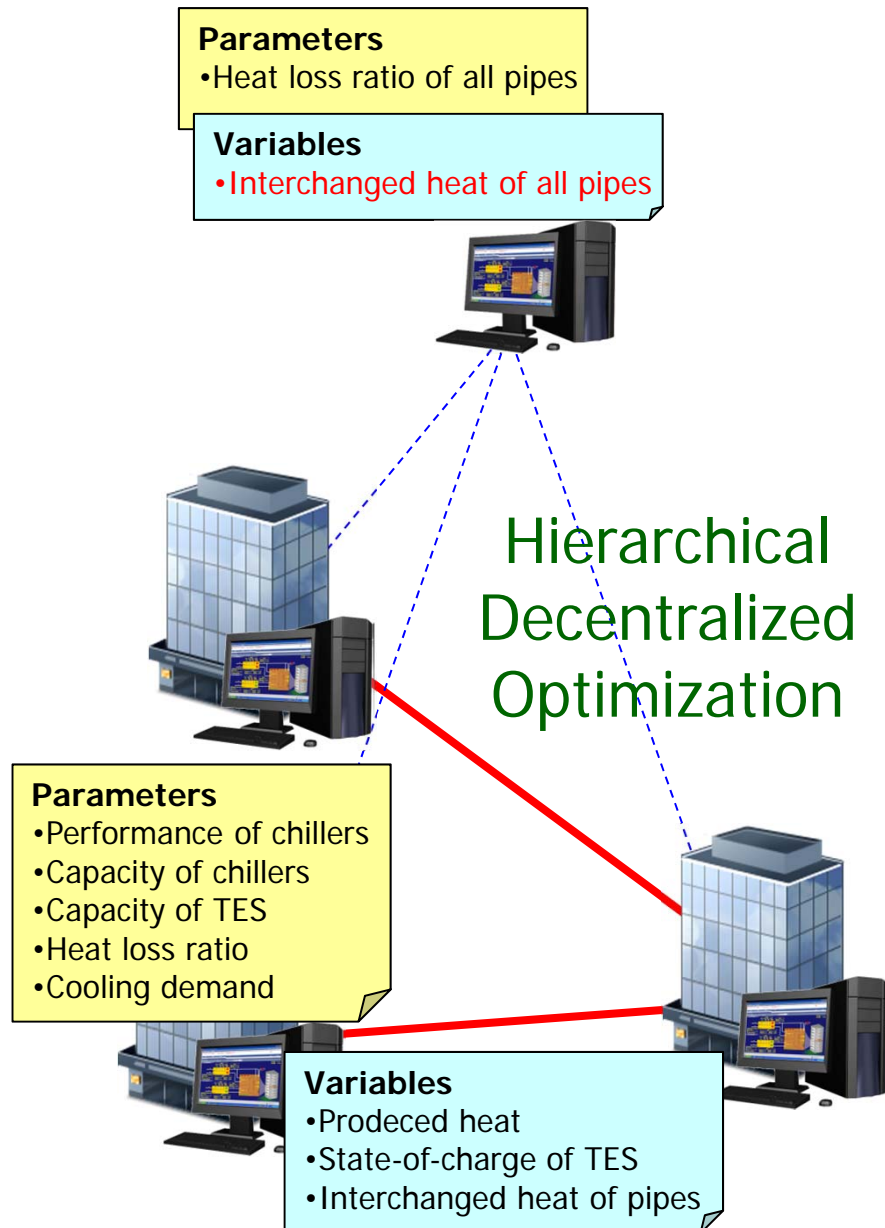 Parameters
•Heat loss ratio of all pipes
Variables
•Interchanged heat of all pipes
Hierarchical
Decentralized
Optimization
Parameters
•Performance of chillers
•Capacity of chillers
•Capacity of TES
•Heat loss ratio
•Cooling demand
Variables
•Prodeced heat
•State-of-charge of TES
•Interchanged heat of pipes